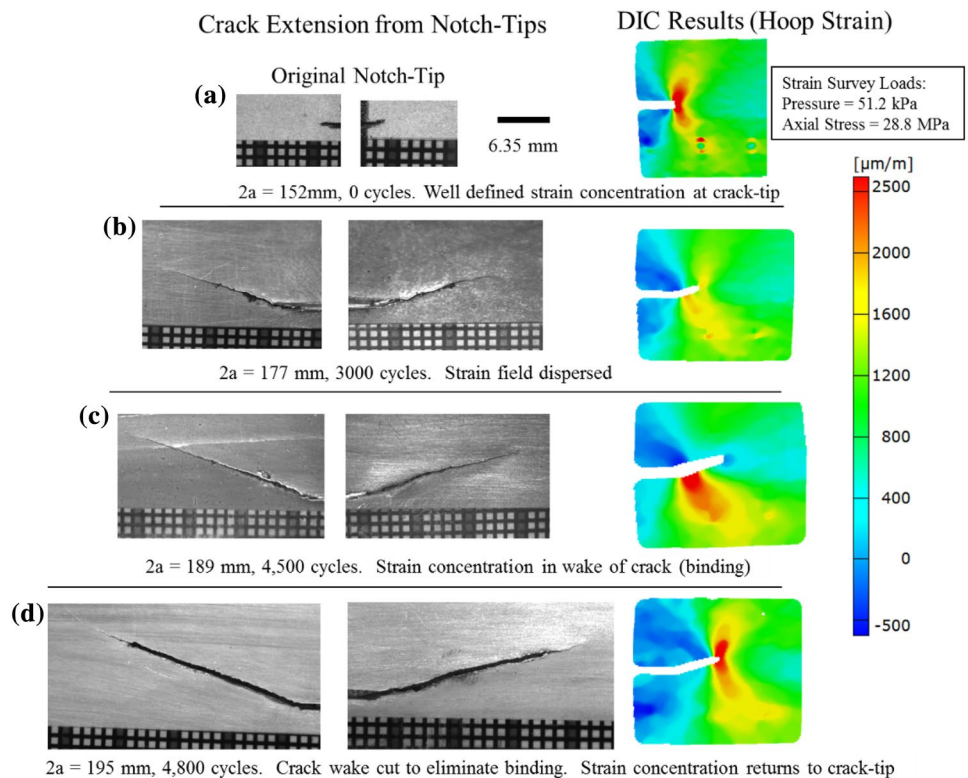 Crack Extension from Notch-Tips
DIC Results (Hoop Strain)
Original Notch-Tip
(a)
6.35 mm
Strain Survey Loads:
Pressure = 51.2 kPa
Axial Stress = 28.8 MPa
2a = 152mm, 0 cycles. Well defined strain concentration at crack-tip
[µm/m]
2500
2000
1600
1200
800
400
0
-500
(b)
2a = 177 mm, 3000 cycles. Strain field dispersed
(c)
2a = 189 mm, 4,500 cycles. Strain concentration in wake of crack (binding)
(d)
2a = 195 mm, 4,800 cycles. Crack wake cut to eliminate binding. Strain concentration returns to crack-tip